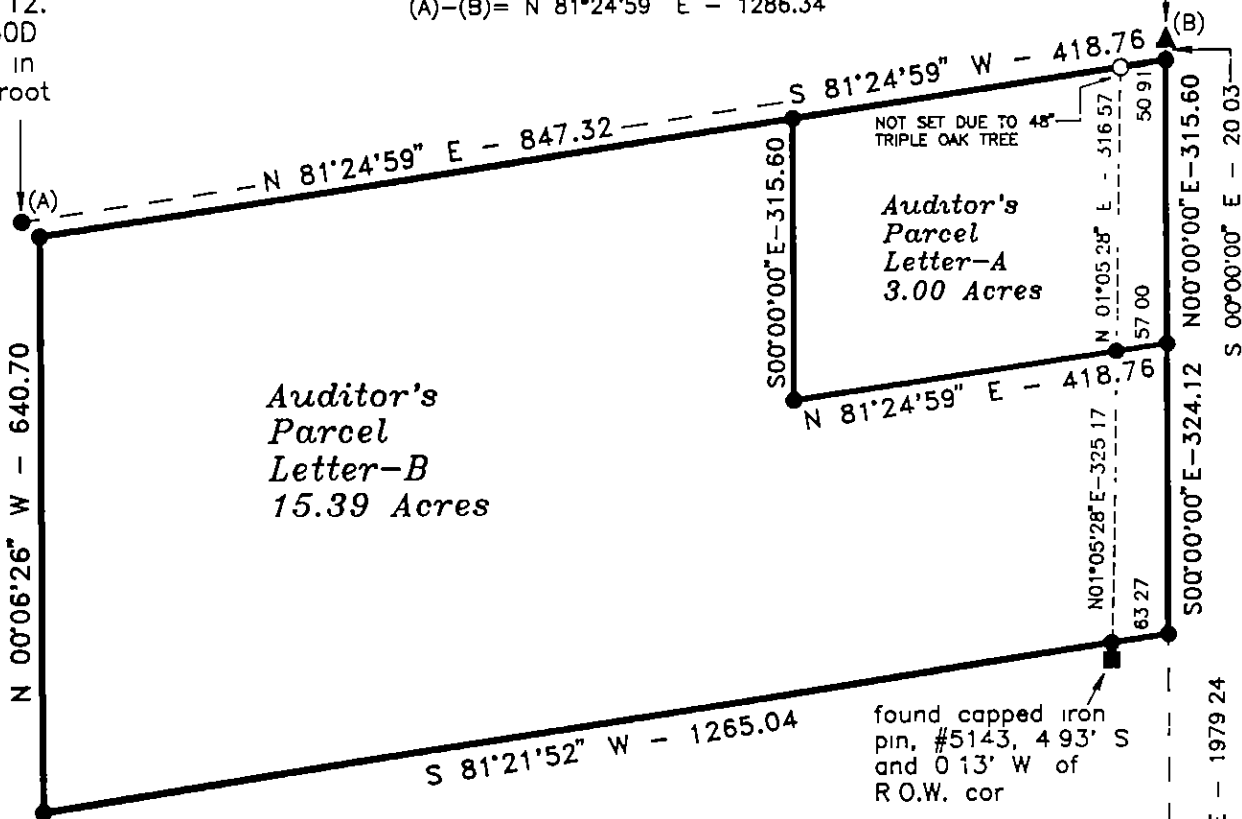 12.
OD
in
root
(A)-(B)= N 81°24'59" E - 1286.34
(B)
(A)
N 81°24'59" E - 847.32
S 81°24'59" W - 418.76
NOT SET DUE TO 48"
TRIPLE OAK TREE
S00°00'00"E-315.60
Auditor's
Parcel
Letter-A
3.00 Acres
N 01°05'28" E - 316 57
50 91
57 00
N00°00'00"E-315.60
S 00°00'00" E - 20 03
N 81°24'59" E - 418.76
N 00°06'26" W - 640.70
Auditor's
Parcel
Letter-B
15.39 Acres
N01°05'28"E-325 17
63 27
S00°00'00"E-324.12
S 81°21'52" W - 1265.04
found capped iron
pin, #5143, 4 93' S
and 0 13' W of
R O.W. cor
E - 1979 24